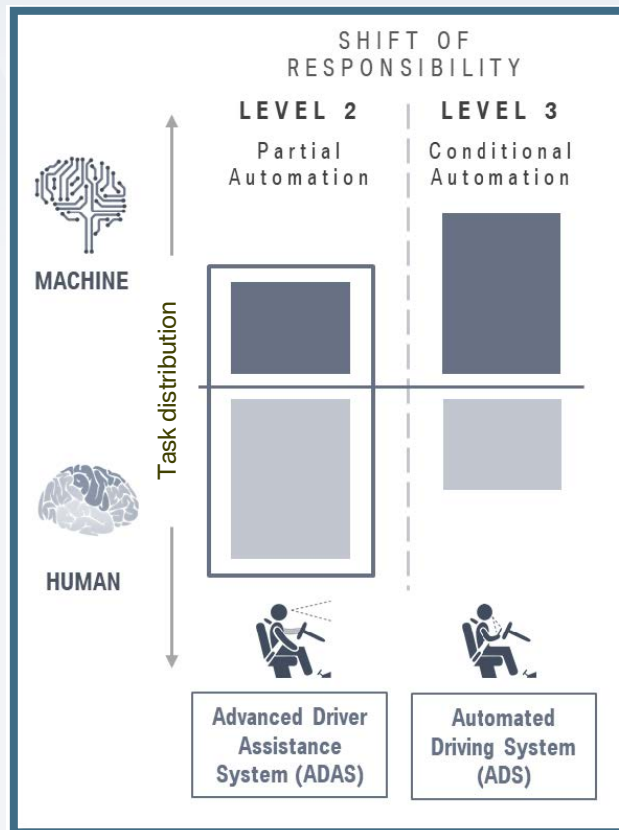 SHIFT OF
RESPONSIBILITY
LEVEL 2
Partial
Automation
LEVEL 3
Conditional
Automation
MACHINE
Task distribution
HUMAN
Advanced Driver
Assistance
System (ADAS)
Automated
Driving System
(ADS)